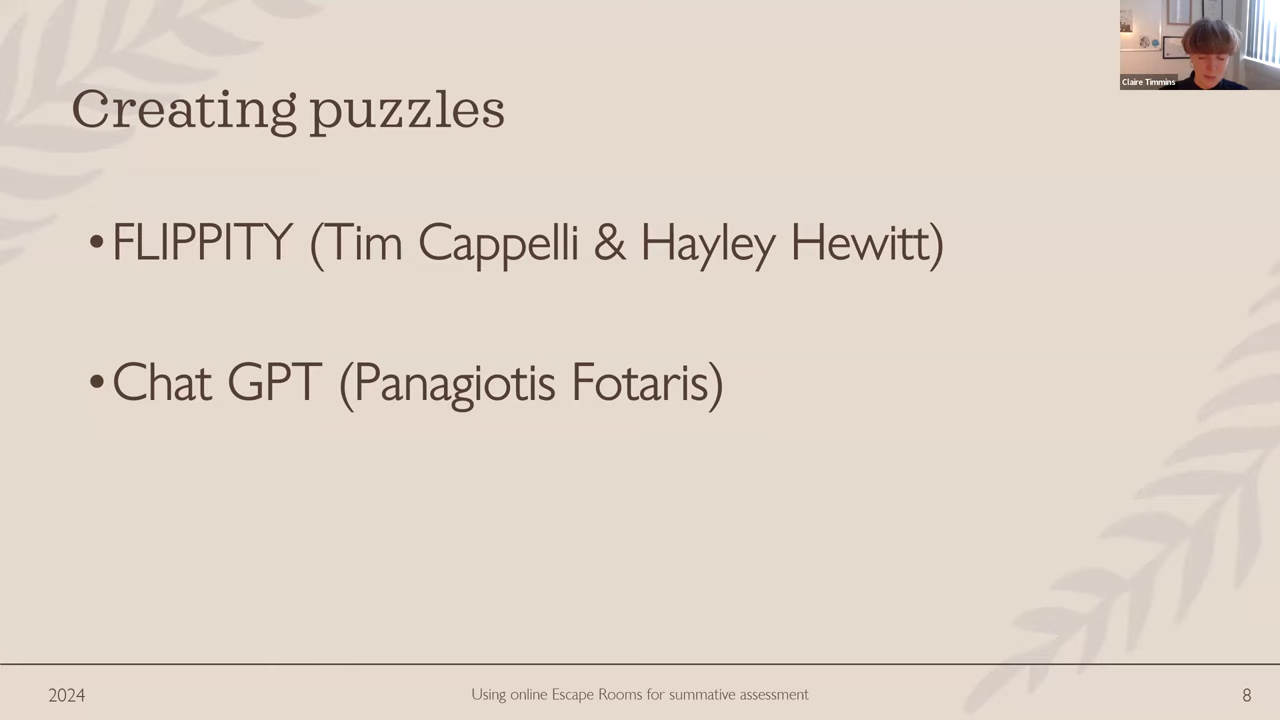 Claire Timmins
Creating puzzles
•FLIPPITY (Tim Cappelli & Hayley Hewitt)
•Chat GPT (Panagiotis Fotaris)
2024
Using online Escape Rooms for summative assessment
8